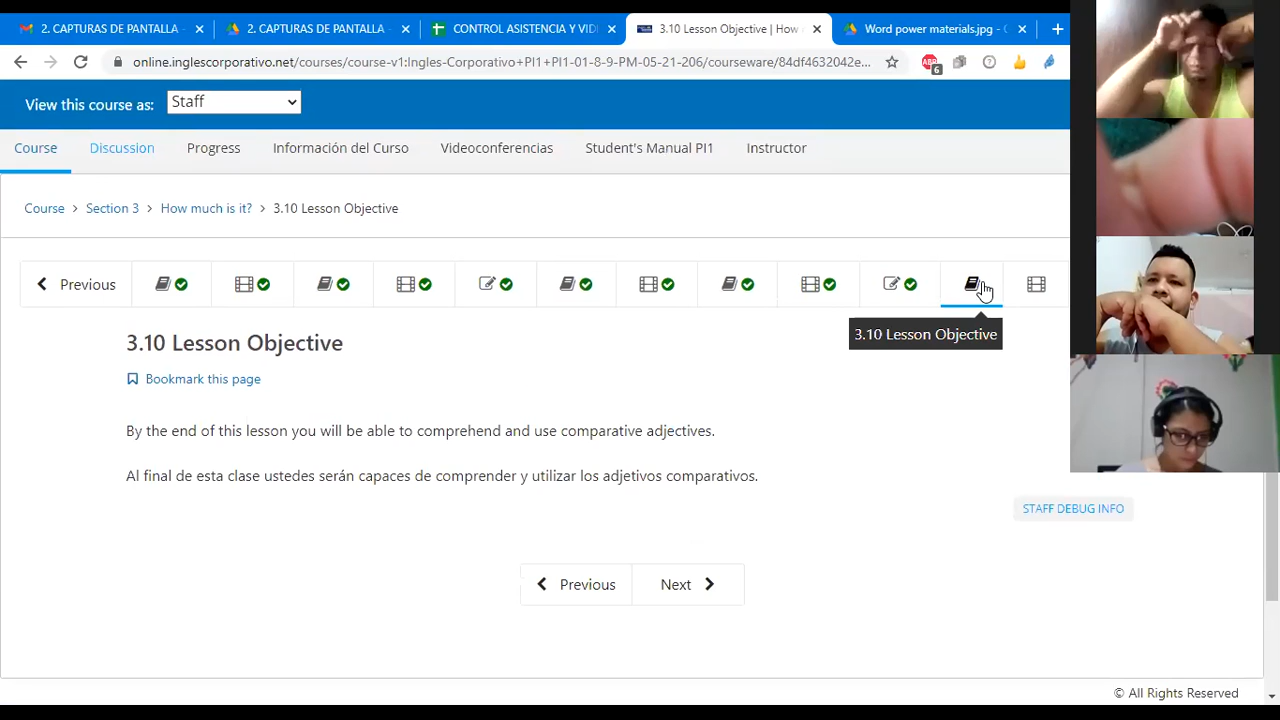 2. CAPTURAS DE PANTALLA -
2. CAPTURAS DE PANTALLA -
CONTROL ASISTENCIA Y VID
3.10 Lesson Objective | How
Word power materials.jpg - G
online.inglescorporativo.net/courses/course-v1:Ingles-Corporativo+PI1+PI1-01-8-9-PM-05-21-206/courseware/84df4632042e...
ABP
6
View this course as:
Staff
Course
Discussion
Progress
Información del Curso
Videoconferencias
Student's Manual PI1
Instructor
Course > Section 3 > How much is it? > 3.10 Lesson Objective
Previous
3.10 Lesson Objective
3.10 Lesson Objective
Bookmark this page
By the end of this lesson you will be able to comprehend and use comparative adjectives.
Al final de esta clase ustedes serán capaces de comprender y utilizar los adjetivos comparativos.
STAFF DEBUG INFO
Previous
Next
© All Rights Reserved